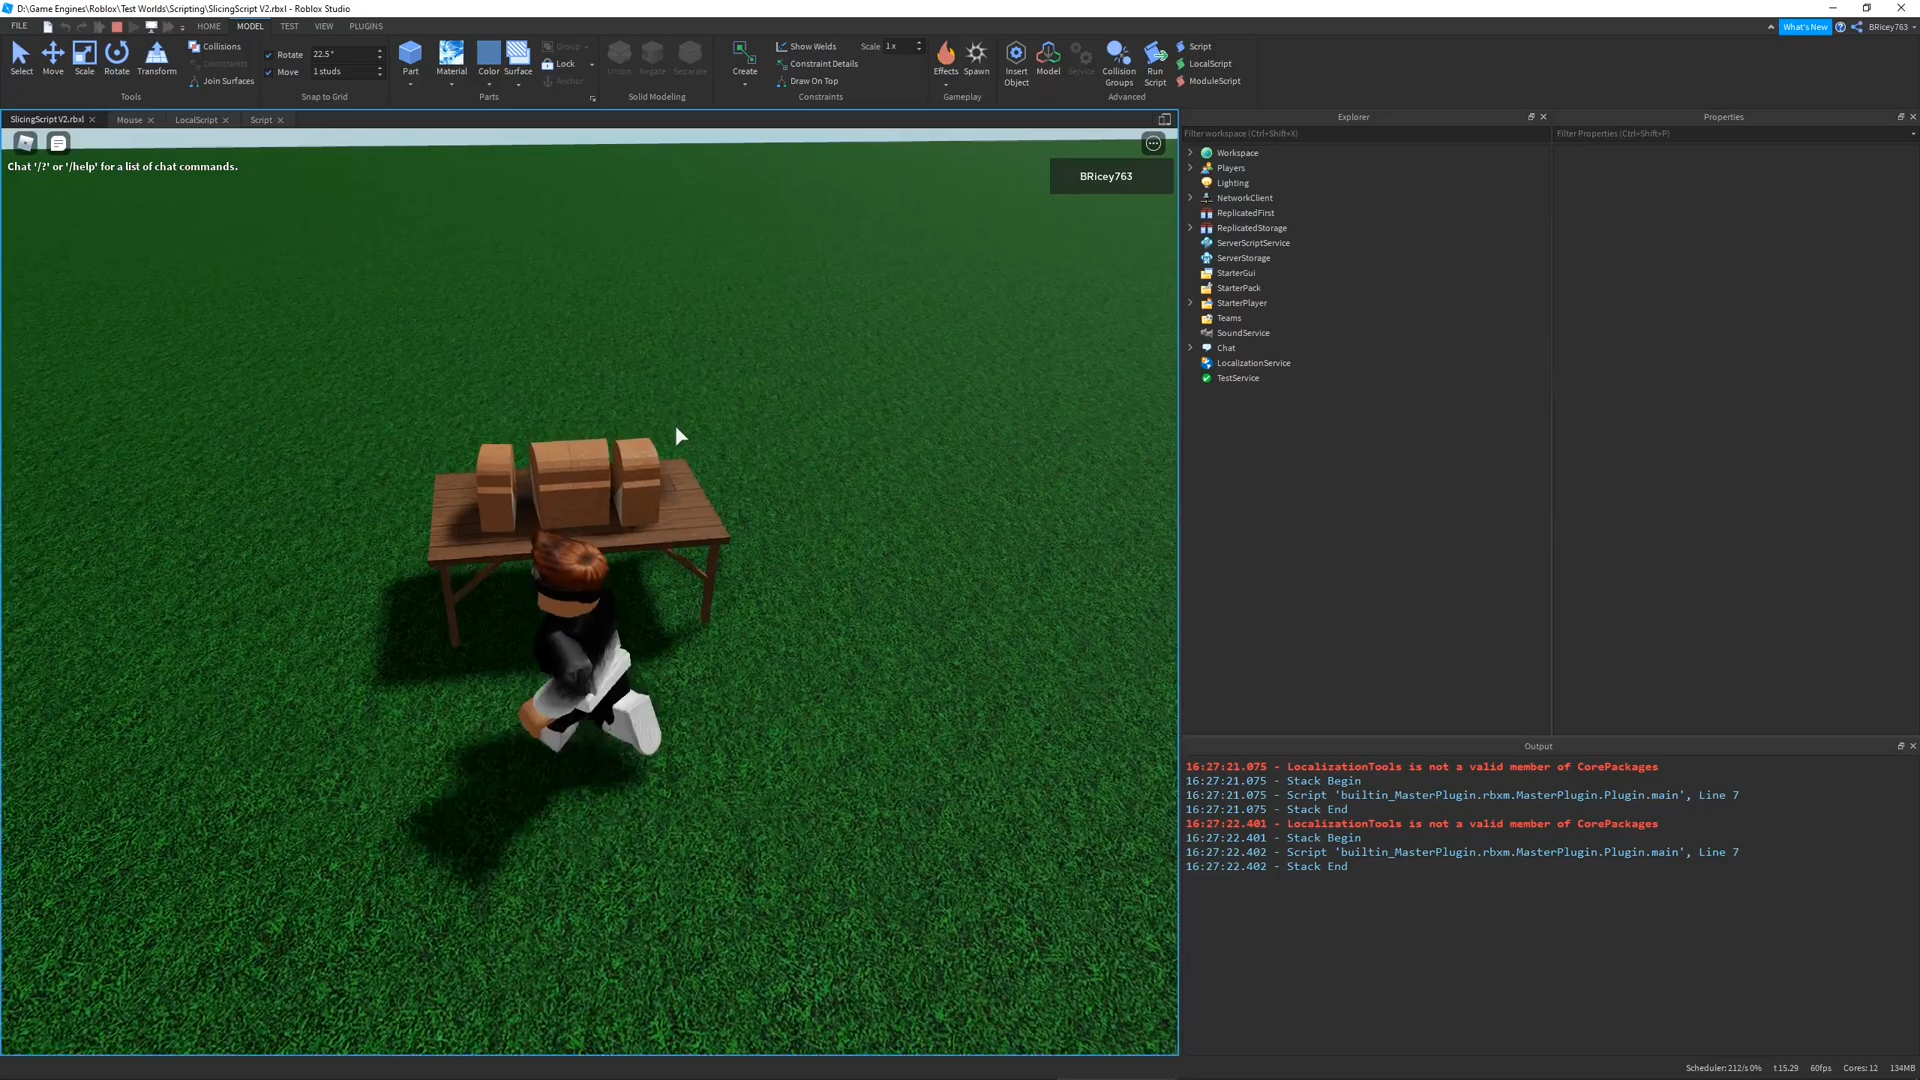 D:\Game Engines\Roblox\Test Worlds\Scripting\SlicingScript V2.rbxl - Roblox Studio
FILE HOME MODEL TEST VIEW PLUGINS What's New BRicey763
Select Move Scale Rotate Transform
Collisions
Constraints
Join Surfaces
Tools
Rotate 22.5°
Move 1 studs
Snap to Grid
Part Material Color Surface
Group
Lock
Anchor
Parts
Union Negate Separate
Solid Modeling
Create
Show Welds Scale 1 x
Constraint Details
Draw On Top
Constraints
Effects Spawn
Gameplay
Insert Object Model Service Collision Groups Run Script
Script
LocalScript
ModuleScript
Advanced
SlicingScript V2.rbxl Mouse LocalScript Script
Chat '/?' or '/help' for a list of chat commands.
BRicey763
Explorer
Filter workspace (Ctrl+Shift+X)
Workspace
Players
Lighting
NetworkClient
ReplicatedFirst
ReplicatedStorage
ServerScriptService
ServerStorage
StarterGui
StarterPack
StarterPlayer
Teams
SoundService
Chat
LocalizationService
TestService
Properties
Filter Properties (Ctrl+Shift+P)
Output
16:27:21.075 - LocalizationTools is not a valid member of CorePackages
16:27:21.075 - Stack Begin
16:27:21.075 - Script 'builtin_MasterPlugin.rbxm.MasterPlugin.Plugin.main', Line 7
16:27:21.075 - Stack End
16:27:22.401 - LocalizationTools is not a valid member of CorePackages
16:27:22.401 - Stack Begin
16:27:22.402 - Script 'builtin_MasterPlugin.rbxm.MasterPlugin.Plugin.main', Line 7
16:27:22.402 - Stack End
Scheduler: 212/s 0% t 15.29 60fps Cores: 12 134MB